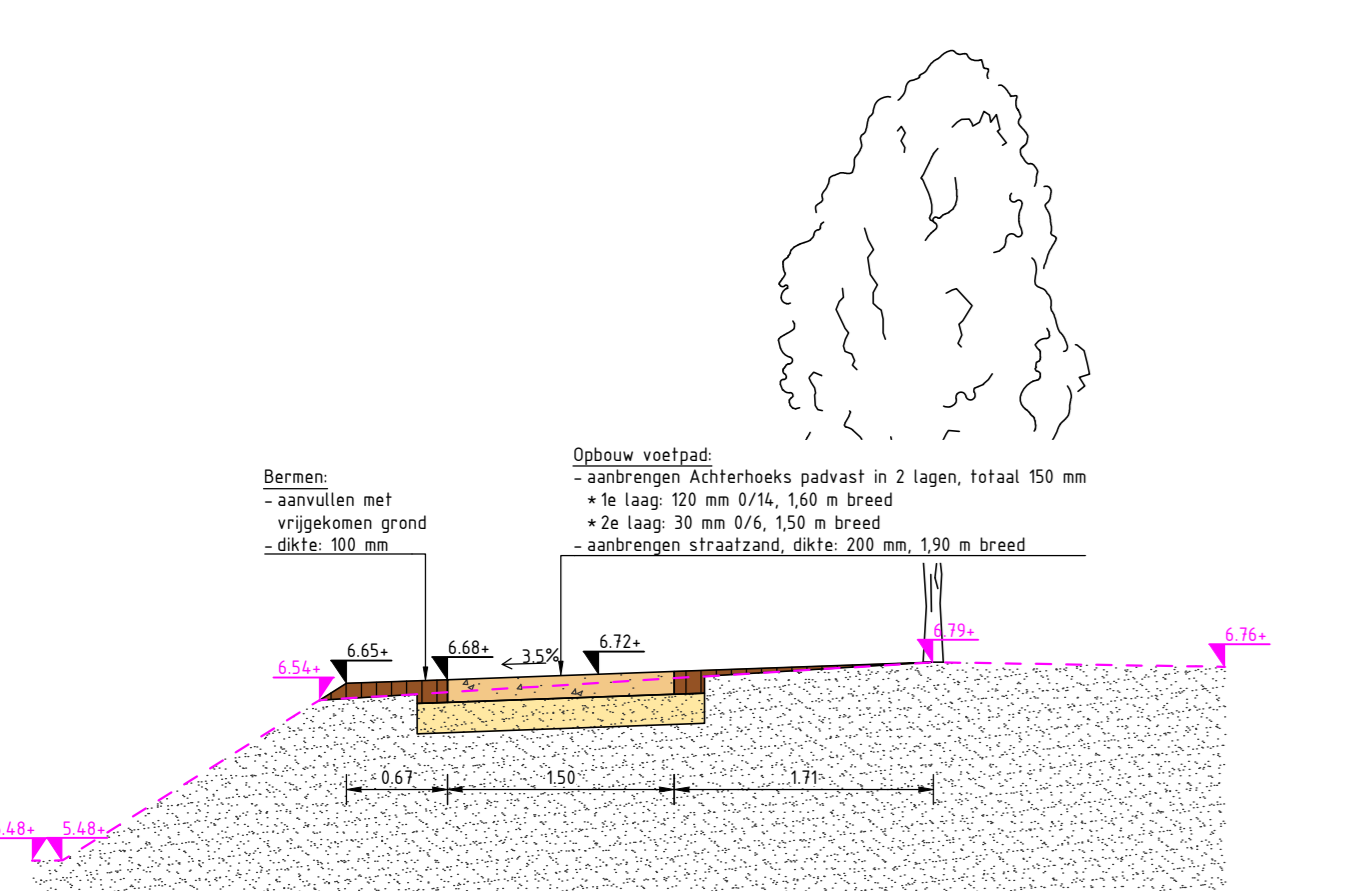 Opbouw voetpad:
- aanbrengen Achterhoeks padvast in 2 lagen, totaal 150 mm
* 1e laag: 120 mm 0/14, 1,60 m breed
* 2e laag: 30 mm 0/6, 1,50 m breed
- aanbrengen straatzand, dikte: 200 mm, 1,90 m breed
Bermen:
- aanvullen met
vrijgekomen grond
- dikte: 100 mm
6.54+
6.65+
6.68+
3.5%
6.72+
6.79+
6.76+
0.67
1.50
1.71
.48+
5.48+